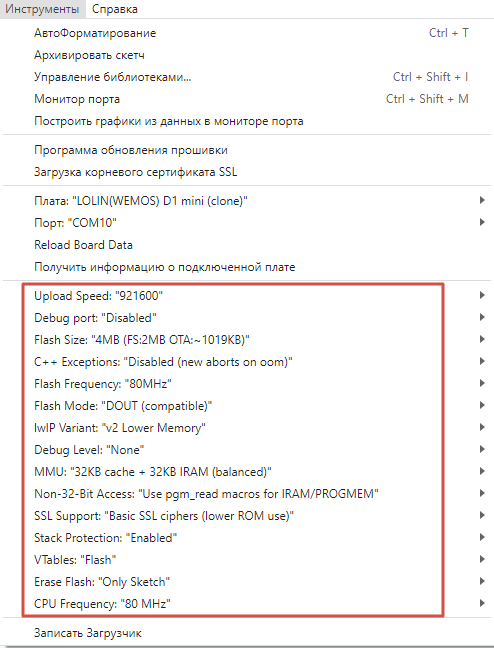 Инструменты Справка
АвтоФорматирование Ctrl + T
Архивировать скетч
Управление библиотеками... Ctrl + Shift + I
Монитор порта Ctrl + Shift + M
Построить графики из данных в мониторе порта
Программа обновления прошивки
Загрузка корневого сертификата SSL
Плата: "LOLIN(WEMOS) D1 mini (clone)"
Порт: "COM10"
Reload Board Data
Получить информацию о подключенной плате
Upload Speed: "921600"
Debug port: "Disabled"
Flash Size: "4MB (FS:2MB OTA:~1019KB)"
C++ Exceptions: "Disabled (new aborts on oom)"
Flash Frequency: "80MHz"
Flash Mode: "DOUT (compatible)"
lwIP Variant: "v2 Lower Memory"
Debug Level: "None"
MMU: "32KB cache + 32KB IRAM (balanced)"
Non-32-Bit Access: "Use pgm_read macros for IRAM/PROGMEM"
SSL Support: "Basic SSL ciphers (lower ROM use)"
Stack Protection: "Enabled"
VTables: "Flash"
Erase Flash: "Only Sketch"
CPU Frequency: "80 MHz"
Записать Загрузчик